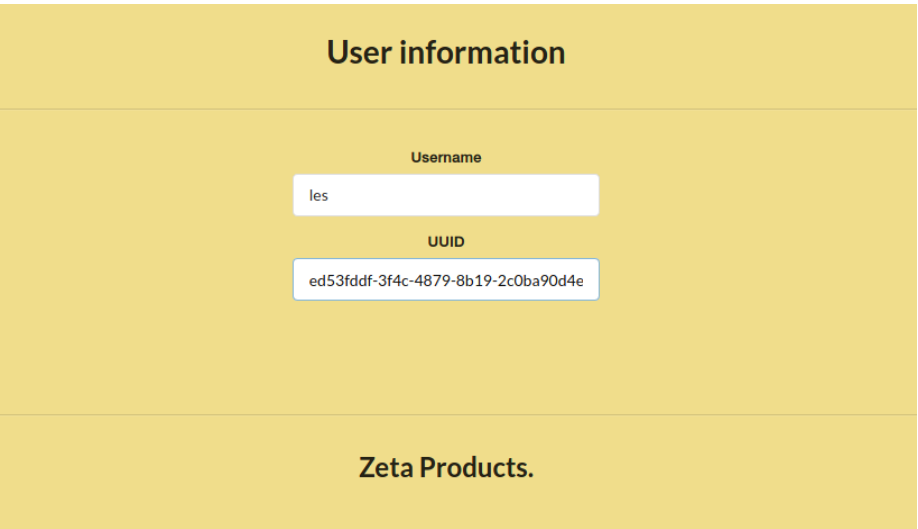 User information
Username
les
UUID
ed53fddf-3f4c-4879-8b19-2c0ba90d4e
Zeta Products.